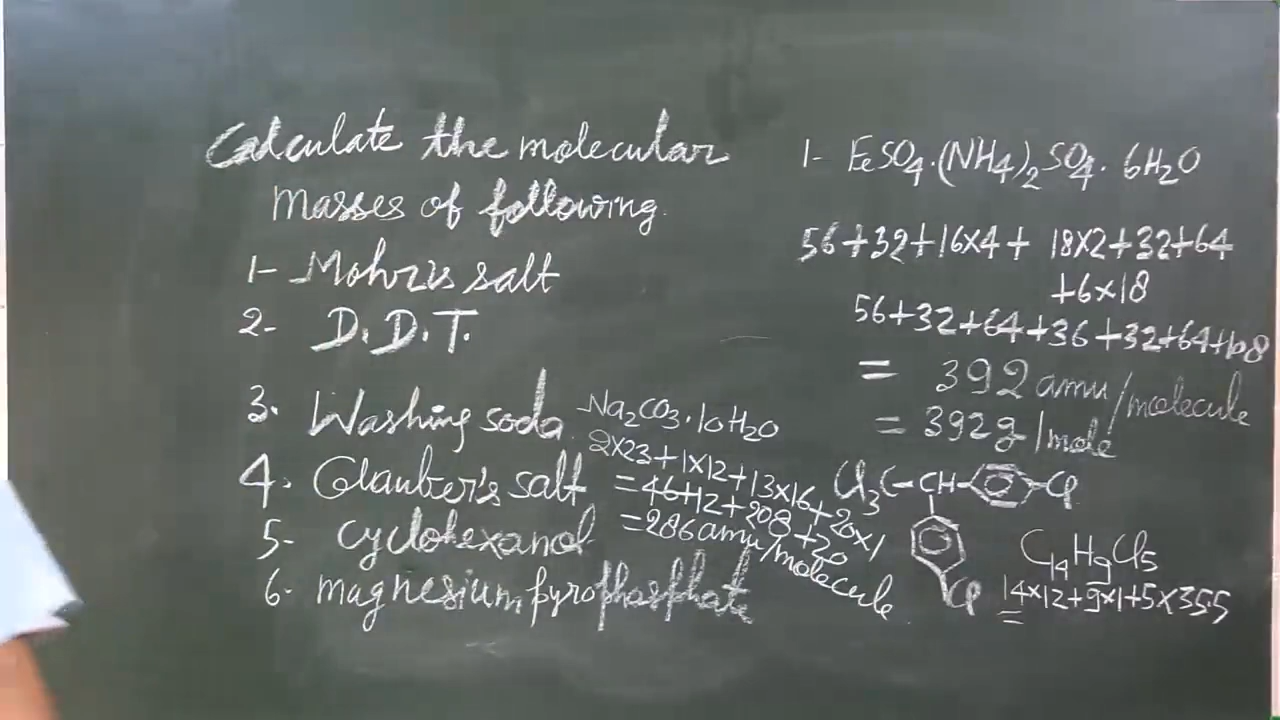 Calculate the molecular
masses of following.
1- Mohr's salt
2- D.D.T.
3. Washing soda Na2CO3.10H2O
2x23+1x12+13x16+20x1
=46+12+208+20
=286amu/molecule
4. Glauber's salt
5- cyclohexanol
6. magnesium pyrophosphate
1- FeSO4.(NH4)2SO4. 6H2O
56+32+16x4+ 18x2+32+64
+6x18
56+32+64+36+32+64+108
= 392 amu/molecule
= 392g/mole
Cl3C-CH- -Cl
Cl
C14H9Cl5
14x12+9x1+5x35.5
=